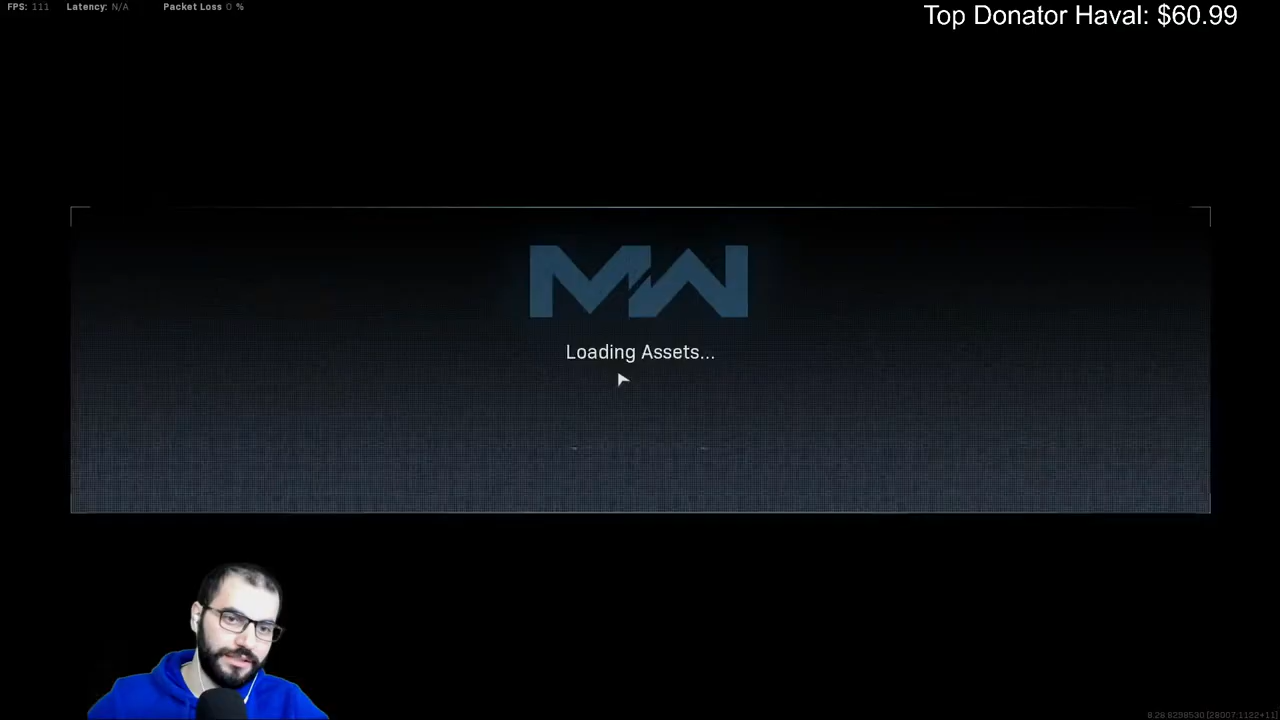 FPS: 111 Latency: N/A Packet Loss 0 %
Top Donator Haval: $60.99
MW
Loading Assets...